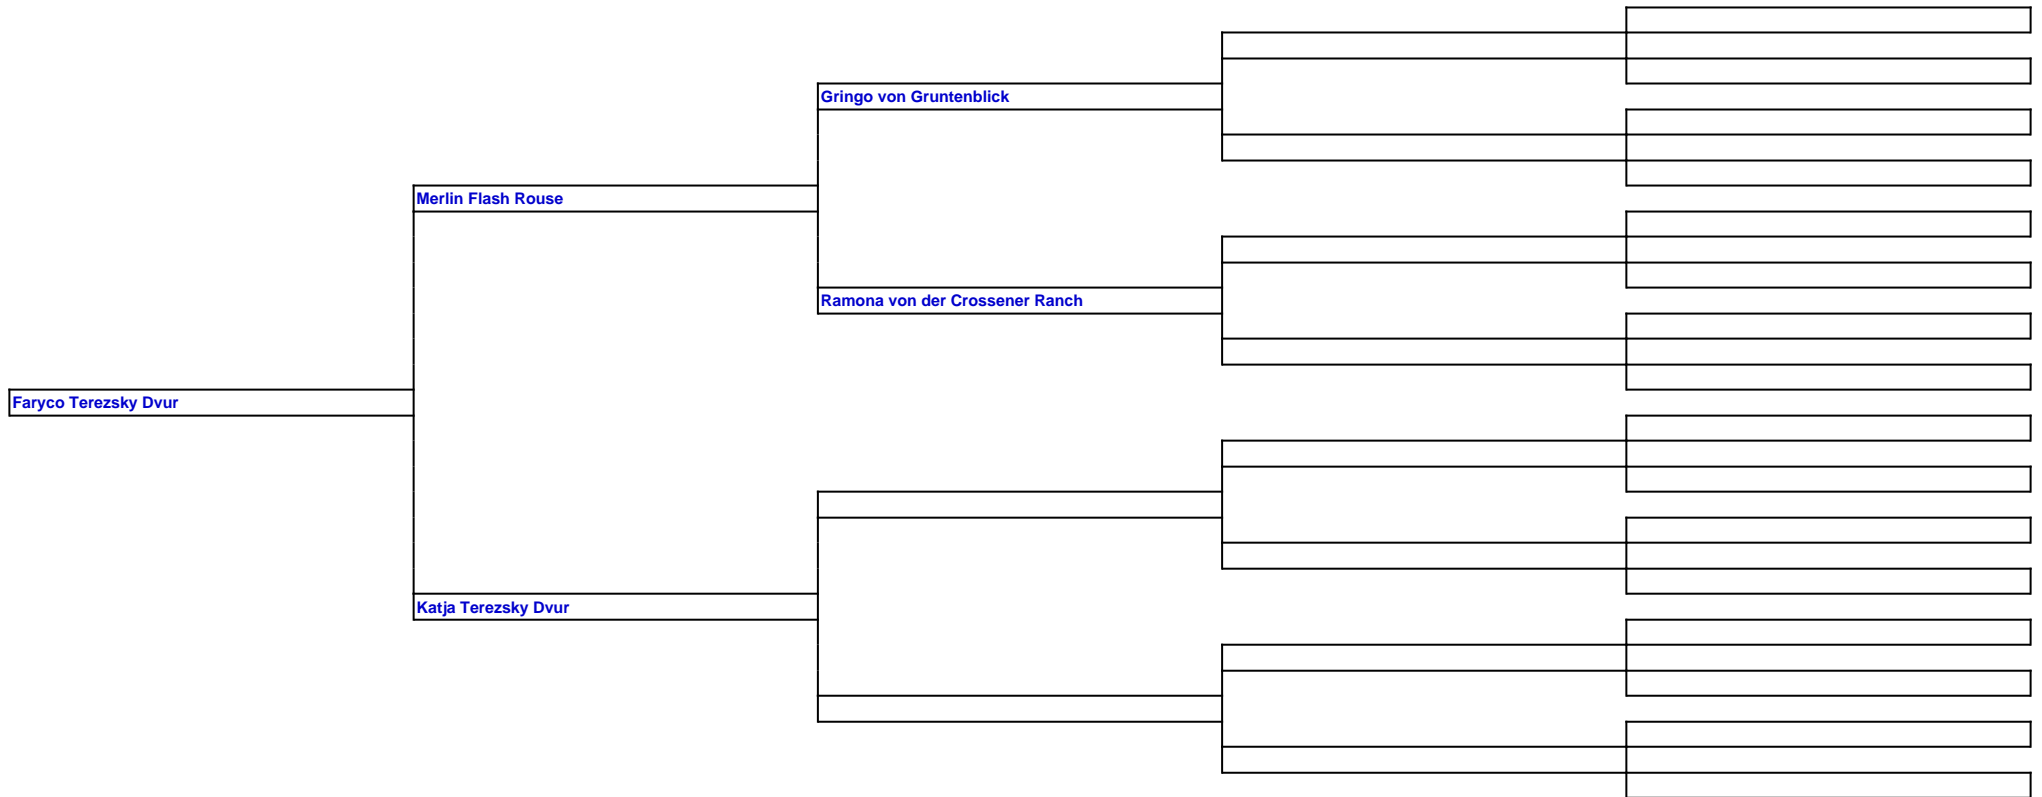 Gringo von Gruntenblick
Merlin Flash Rouse
Ramona von der Crossener Ranch
Faryco Terezsky Dvur
Katja Terezsky Dvur